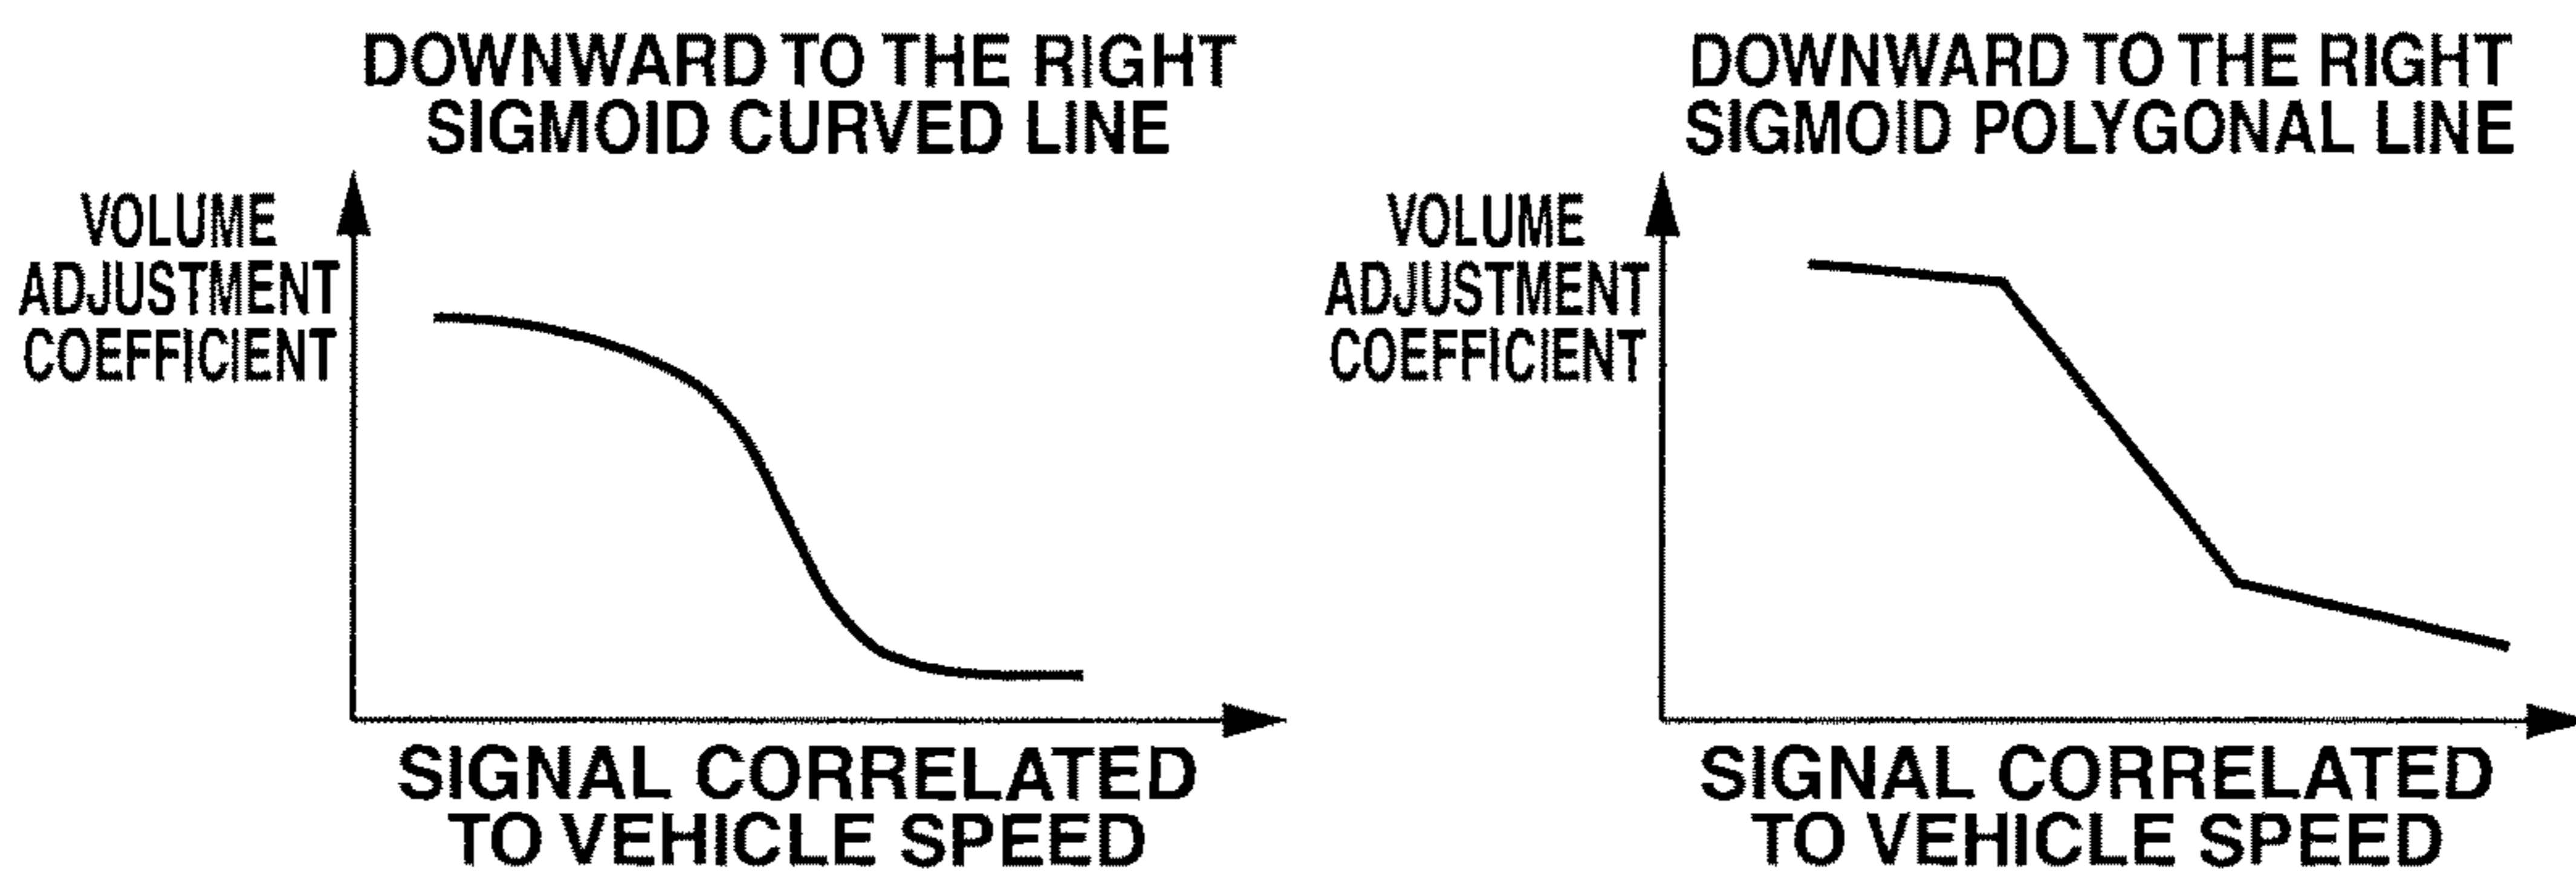 DOWNWARD TO THE RIGHT
SIGMOID CURVED LINE
VOLUME
ADJUSTMENT
COEFFICIENT
SIGNAL CORRELATED
TO VEHICLE SPEED
DOWNWARD TO THE RIGHT
SIGMOID POLYGONAL LINE
VOLUME
ADJUSTMENT
COEFFICIENT
SIGNAL CORRELATED
TO VEHICLE SPEED